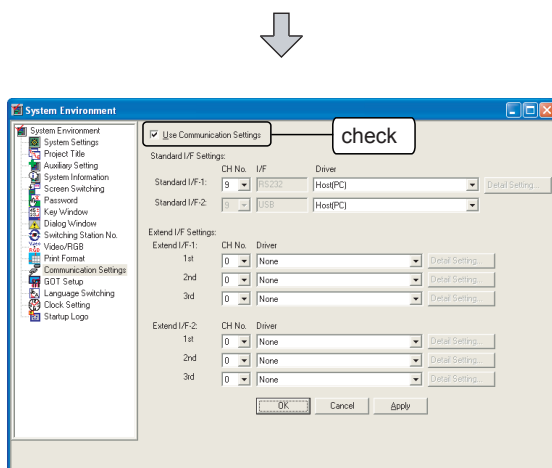 System Environment
System Environment
System Settings
Project Title
Auxiliary Setting
System Information
Screen Switching
Password
Key Window
Dialog Window
Switching Station No.
Video/RGB
Print Format
Communication Settings
GOT Setup
Language Switching
Clock Setting
Startup Logo
Use Communication Settings
check
Standard I/F Settings:
CH No. I/F Driver
Standard I/F-1: 9 RS232 Host(PC) Detail Setting...
Standard I/F-2: 9 USB Host(PC)
Extend I/F Settings:
Extend I/F-1: CH No. Driver
1st 0 None Detail Setting...
2nd 0 None Detail Setting...
3rd 0 None Detail Setting...
Extend I/F-2: CH No. Driver
1st 0 None Detail Setting...
2nd 0 None Detail Setting...
3rd 0 None Detail Setting...
OK Cancel Apply